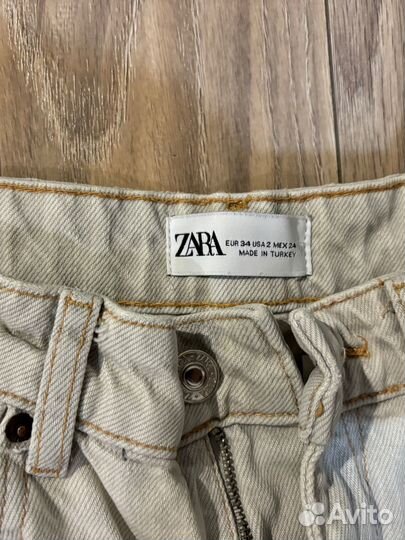 ZARA
EUR 34 USA 2 MEX 24
MADE IN TURKEY
Avito